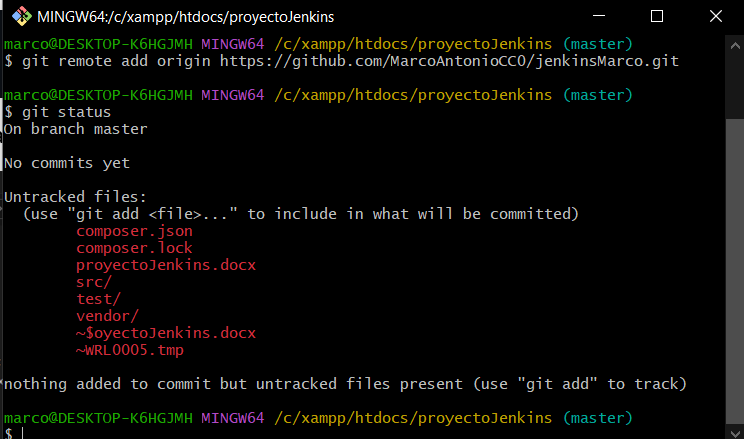 MINGW64:/c/xampp/htdocs/proyectoJenkins
marco@DESKTOP-K6HGJMH MINGW64 /c/xampp/htdocs/proyectoJenkins (master)
$ git remote add origin https://github.com/MarcoAntonioCC0/jenkinsMarco.git
marco@DESKTOP-K6HGJMH MINGW64 /c/xampp/htdocs/proyectoJenkins (master)
$ git status
On branch master
No commits yet
Untracked files:
(use "git add <file>..." to include in what will be committed)
composer.json
composer.lock
proyectoJenkins.docx
src/
test/
vendor/
~$oyectoJenkins.docx
~WRL0005.tmp
nothing added to commit but untracked files present (use "git add" to track)
marco@DESKTOP-K6HGJMH MINGW64 /c/xampp/htdocs/proyectoJenkins (master)
$